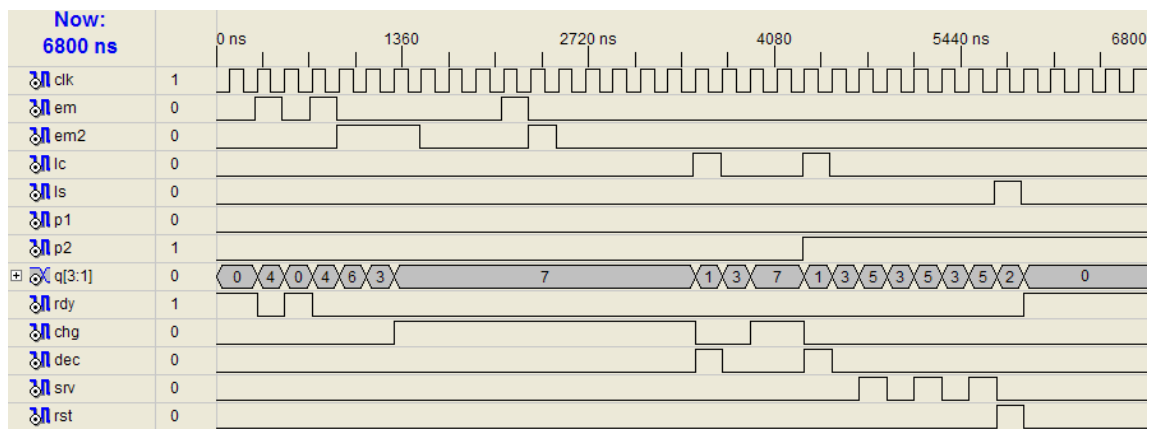 Now:
6800 ns
0 ns 1360 2720 ns 4080 5440 ns 6800
clk 1
em 0
em2 0
lc 0
ls 0
p1 0
p2 1
q[3:1] 0 0 4 0 4 6 3 7 1 3 7 1 3 5 3 5 3 5 2 0
rdy 1
chg 0
dec 0
srv 0
rst 0